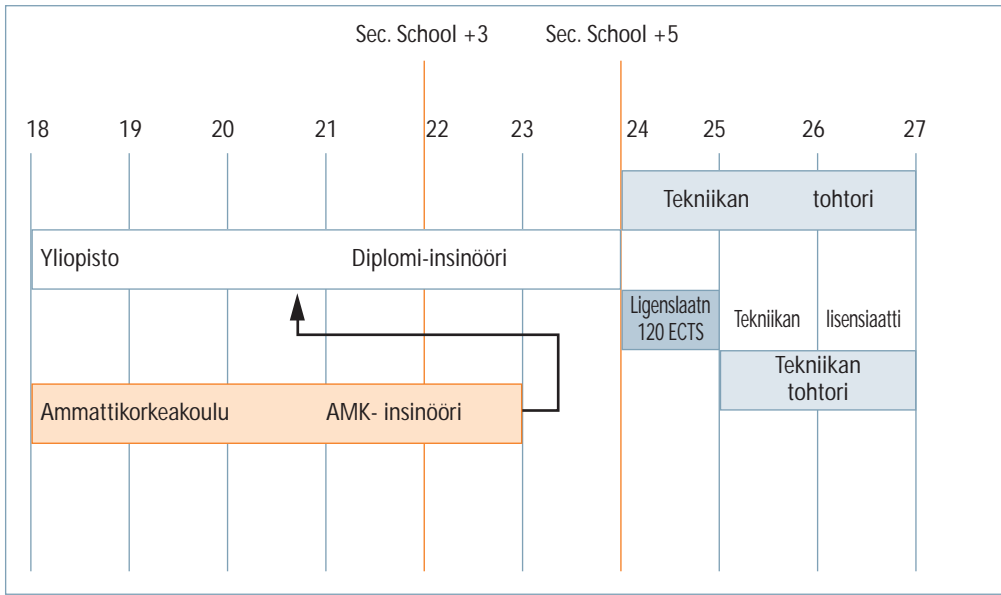 Sec. School +3 Sec. School +5
18 19 20 21 22 23 24 25 26 27
Tekniikan tohtori
Yliopisto Diplomi-insinööri
Ligenslaatn
120 ECTS
Tekniikan lisensiaatti
Tekniikan
tohtori
Ammattikorkeakoulu AMK- insinööri